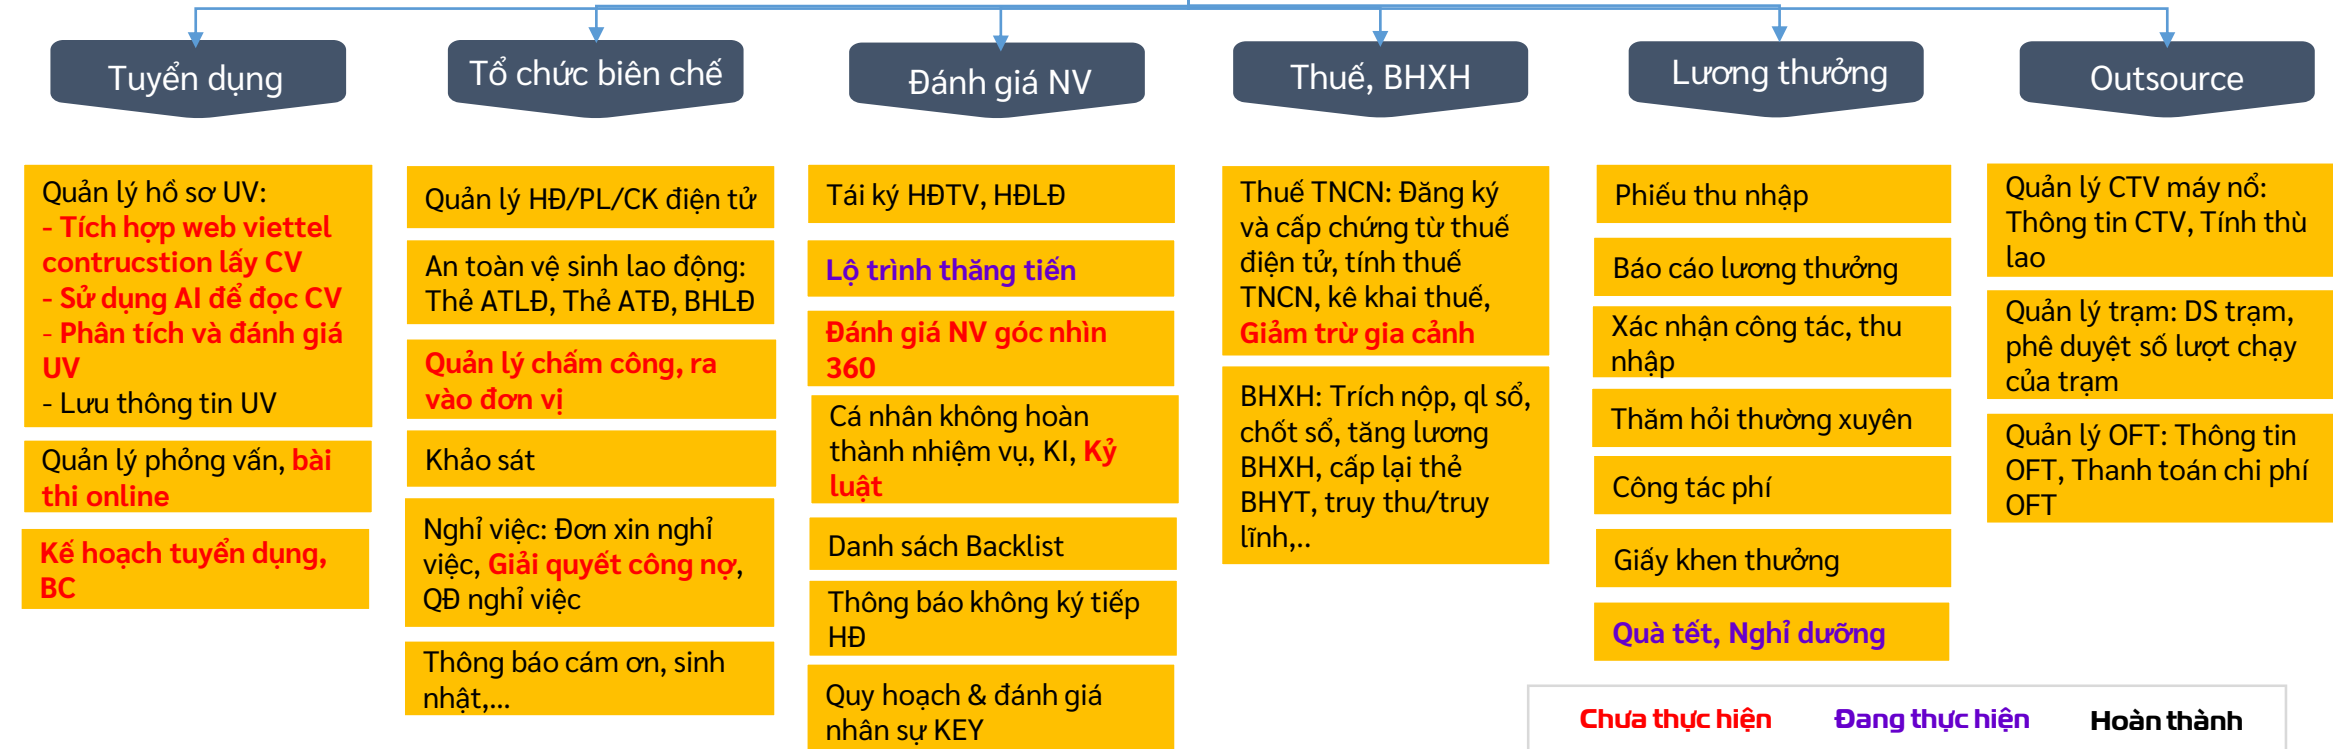 Tuyển dụng
Tổ chức biên chế
Đánh giá NV
Thuế, BHXH
Lương thưởng
Outsource
Quản lý hồ sơ UV:
- Tích hợp web viettel
contrucstion lấy CV
- Sử dụng AI để đọc CV
- Phân tích và đánh giá
UV
- Lưu thông tin UV
Quản lý phỏng vấn, bài
thi online
Kế hoạch tuyển dụng,
BC
Quản lý HĐ/PL/CK điện tử
An toàn vệ sinh lao động:
Thẻ ATLĐ, Thẻ ATĐ, BHLĐ
Quản lý chấm công, ra
vào đơn vị
Khảo sát
Nghỉ việc: Đơn xin nghỉ
việc, Giải quyết công nợ,
QĐ nghỉ việc
Thông báo cám ơn, sinh
nhật,...
Tái ký HĐTV, HĐLĐ
Lộ trình thăng tiến
Đánh giá NV góc nhìn
360
Cá nhân không hoàn
thành nhiệm vụ, KI, Kỷ
luật
Danh sách Backlist
Thông báo không ký tiếp
HĐ
Quy hoạch & đánh giá
nhân sự KEY
Thuế TNCN: Đăng ký
và cấp chứng từ thuế
điện tử, tính thuế
TNCN, kê khai thuế,
Giảm trừ gia cảnh
BHXH: Trích nộp, ql sổ,
chốt sổ, tăng lương
BHXH, cấp lại thẻ
BHYT, truy thu/truy
lĩnh,..
Phiếu thu nhập
Báo cáo lương thưởng
Xác nhận công tác, thu
nhập
Thăm hỏi thường xuyên
Công tác phí
Giấy khen thưởng
Quà tết, Nghỉ dưỡng
Quản lý CTV máy nổ:
Thông tin CTV, Tính thù
lao
Quản lý trạm: DS trạm,
phê duyệt số lượt chạy
của trạm
Quản lý OFT: Thông tin
OFT, Thanh toán chi phí
OFT
Chưa thực hiện
Đang thực hiện
Hoàn thành